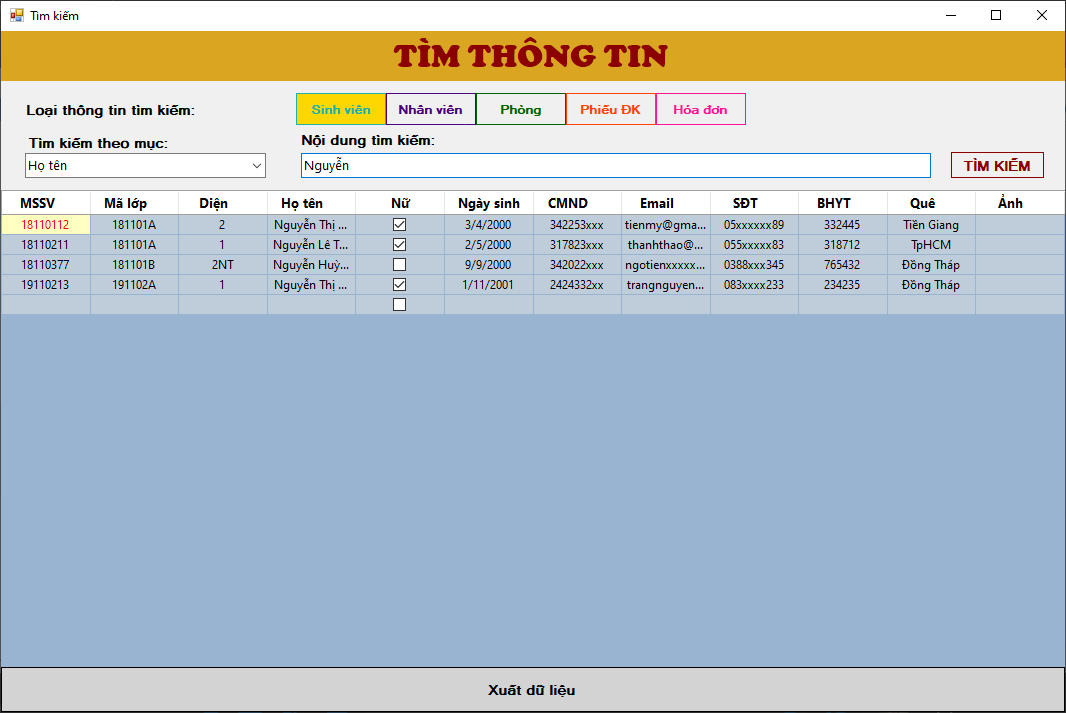 Tìm kiếm
TÌM THÔNG TIN
Loại thông tin tìm kiếm:
Sinh viên Nhân viên Phòng Phiếu ĐK Hóa đơn
Tìm kiếm theo mục:
Nội dung tìm kiếm:
Họ tên
Nguyễn
TÌM KIẾM
MSSV Mã lớp Diện Họ tên Nữ Ngày sinh CMND Email SĐT BHYT Quê Ảnh
18110112 181101A 2 Nguyễn Thị ... 3/4/2000 342253xxx tienmy@gma... 05xxxxxx89 332445 Tiền Giang
18110211 181101A 1 Nguyễn Lê T... 2/5/2000 317823xxx thanhthao@... 055xxxxx83 318712 TpHCM
18110377 181101B 2NT Nguyễn Huỳ... 9/9/2000 342022xxx ngotienxxxxx... 0388xxx345 765432 Đồng Tháp
19110213 191102A 1 Nguyễn Thị ... 1/11/2001 2424332xx trangnguyen... 083xxxx233 234235 Đồng Tháp
Xuất dữ liệu